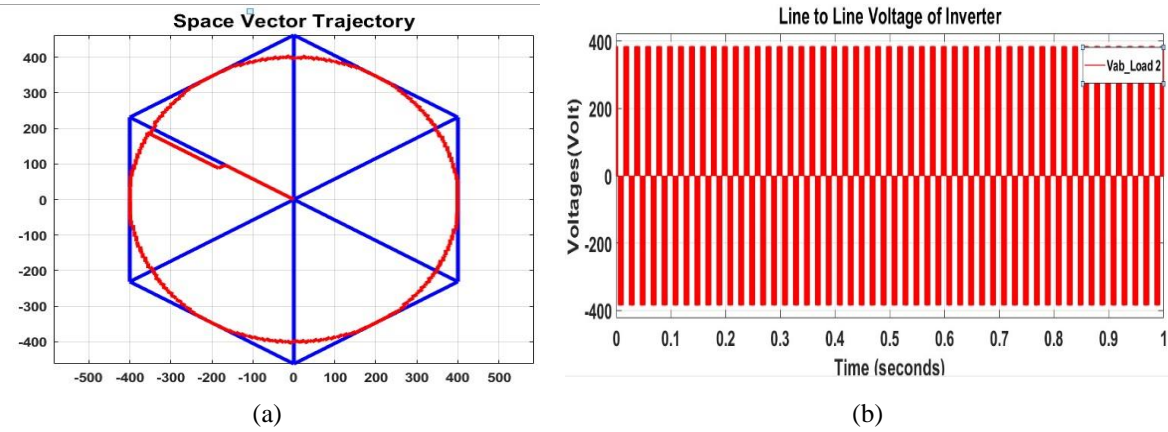 Space Vector Trajectory
400
300
200
100
0
-100
-200
-300
-400
-500 -400 -300 -200 -100 0 100 200 300 400 500
(a)
Line to Line Voltage of Inverter
Voltages(Volt)
400
200
0
-200
-400
Vab_Load 2
0 0.1 0.2 0.3 0.4 0.5 0.6 0.7 0.8 0.9 1
Time (seconds)
(b)